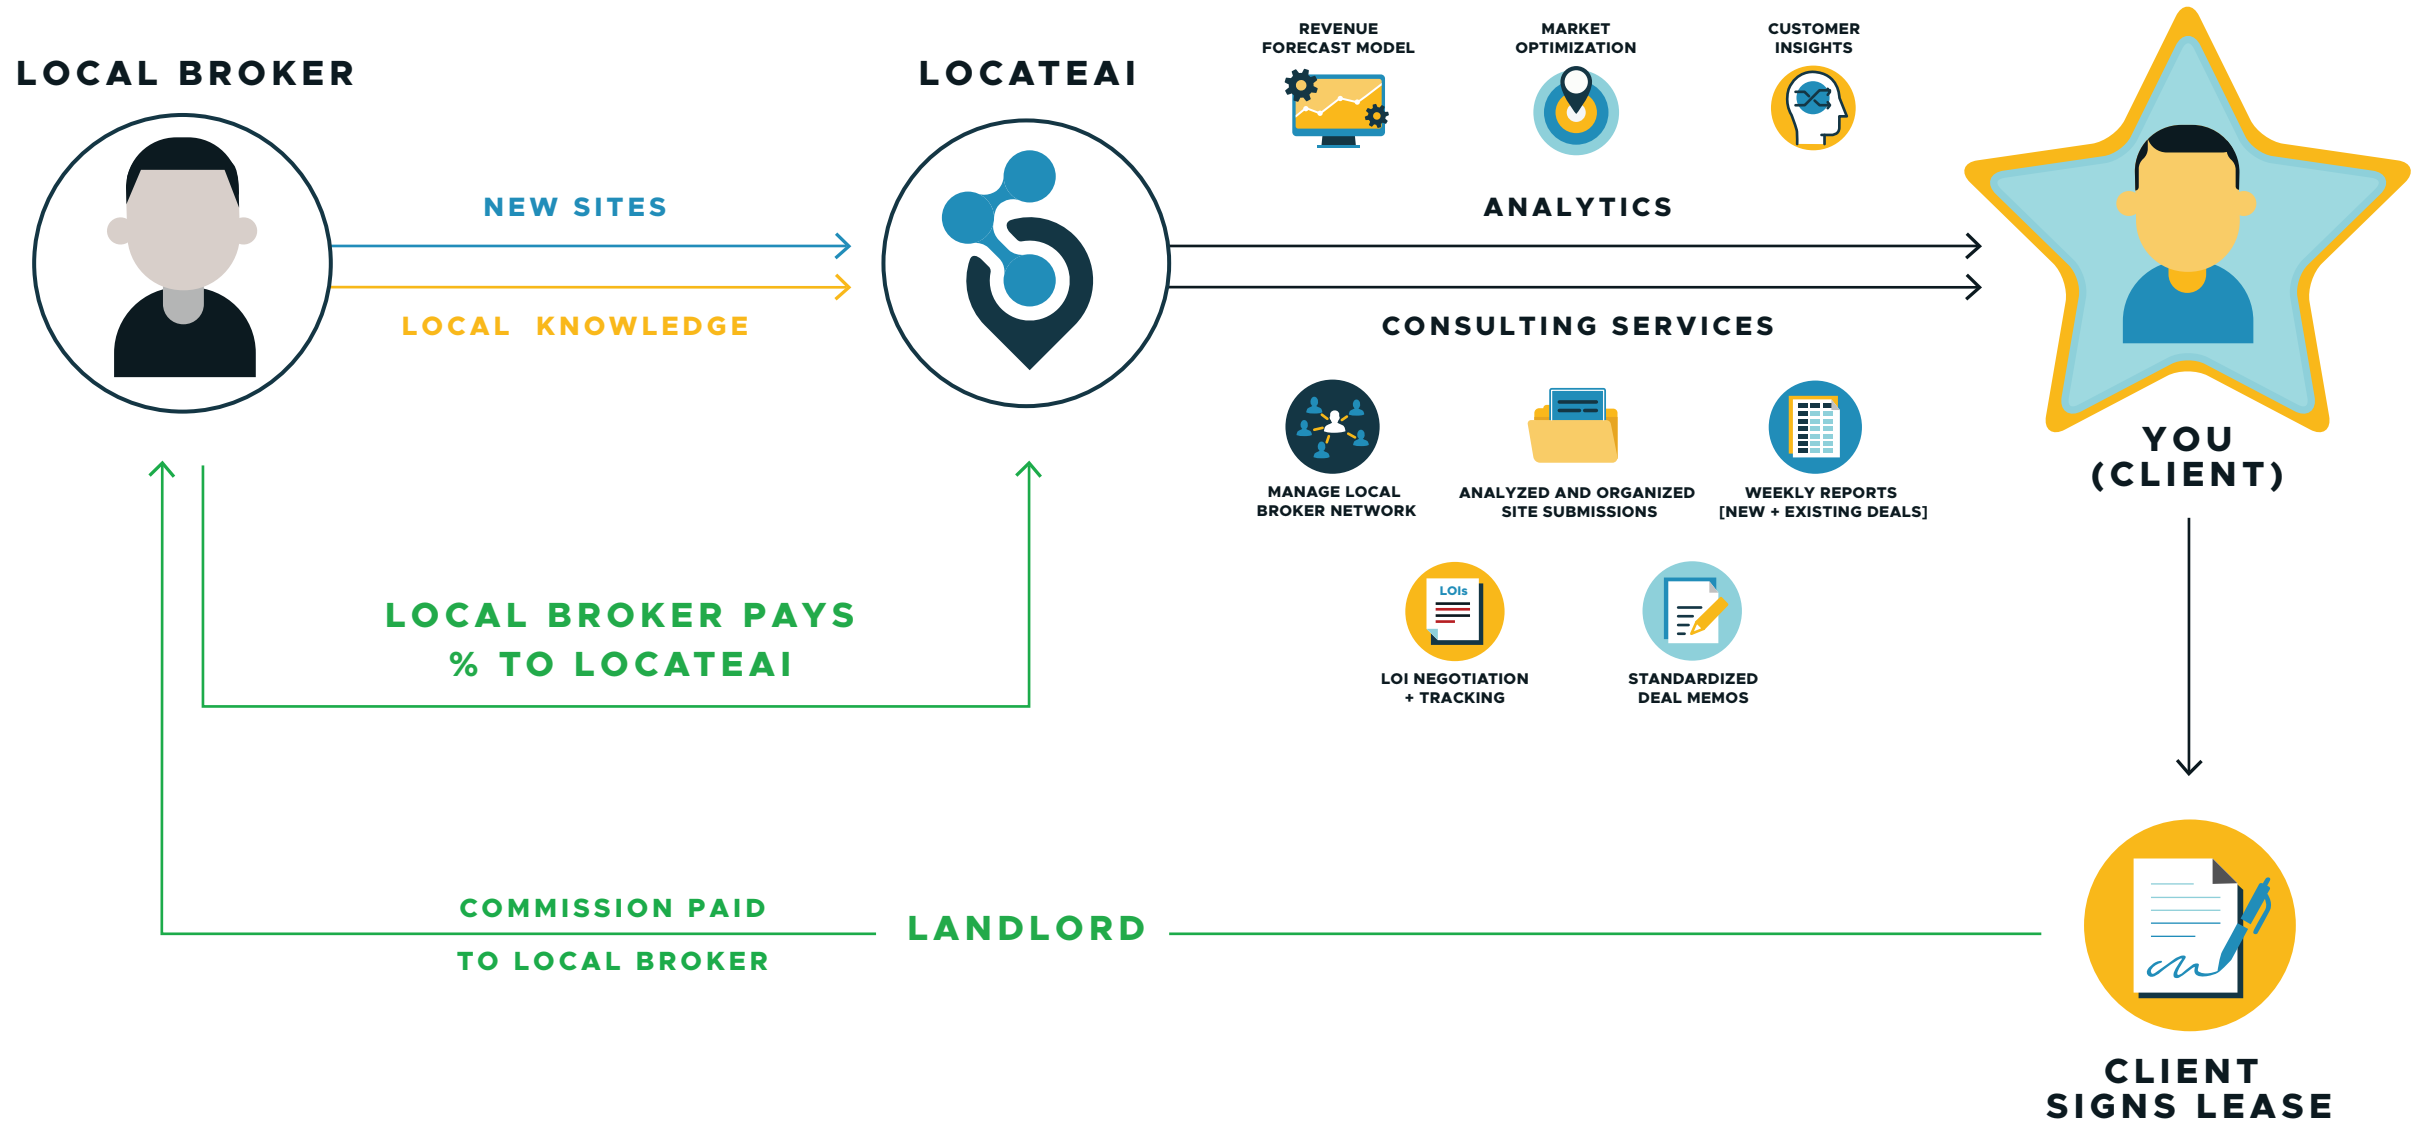 LOCAL BROKER
LOCATEAI
REVENUE
FORECAST MODEL
MARKET
OPTIMIZATION
CUSTOMER
INSIGHTS
NEW SITES
LOCAL KNOWLEDGE
ANALYTICS
CONSULTING SERVICES
MANAGE LOCAL
BROKER NETWORK
ANALYZED AND ORGANIZED
SITE SUBMISSIONS
WEEKLY REPORTS
[NEW + EXISTING DEALS]
LOIs
LOI NEGOTIATION
+ TRACKING
STANDARDIZED
DEAL MEMOS
YOU
(CLIENT)
LOCAL BROKER PAYS
% TO LOCATEAI
COMMISSION PAID
TO LOCAL BROKER
LANDLORD
CLIENT
SIGNS LEASE